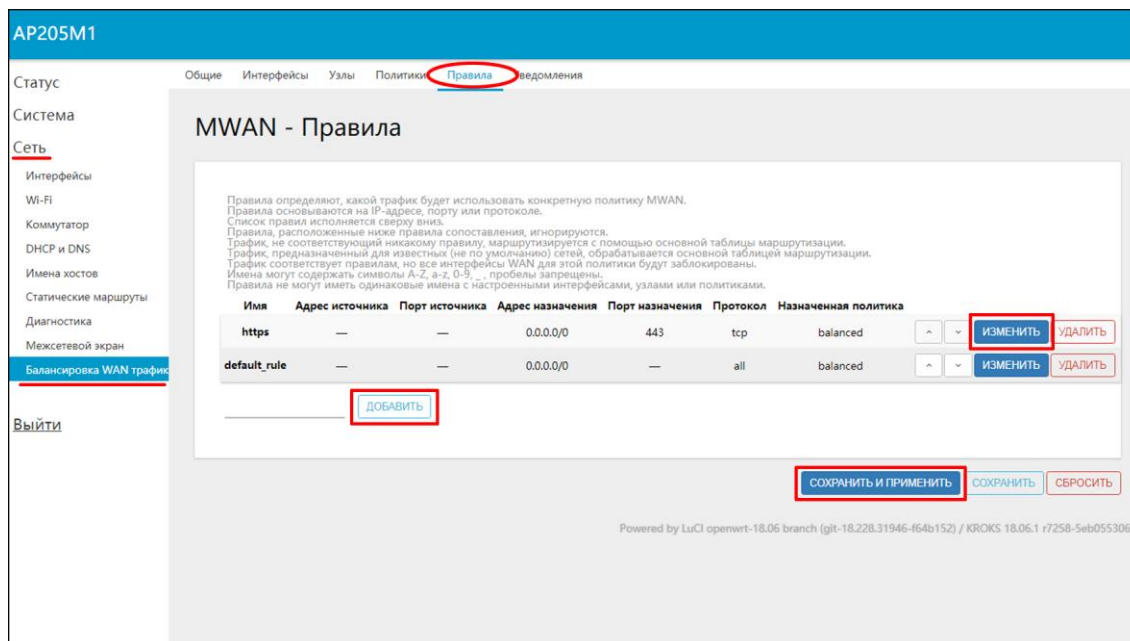 AP205M1
Общие Интерфейсы Узлы Политики Правила ведомления
Статус
Система
Сеть
Интерфейсы
Wi-Fi
Коммутатор
DHCP и DNS
Имена хостов
Статические маршруты
Диагностика
Межсетевой экран
Балансировка WAN трафик
Выйти
MWAN - Правила
Правила определяют, какой трафик будет использовать конкретную политику MWAN.
Правила основываются на IP-адресе, порту или протоколе.
Список правил исполняется сверху вниз.
Правила, расположенные ниже правила сопоставления, игнорируются.
Трафик, не соответствующий никакому правилу, маршрутизируется с помощью основной таблицы маршрутизации.
Трафик, предназначенный для известных (не по умолчанию) сетей, обрабатывается основной таблицей маршрутизации.
Трафик соответствует правилам, но все интерфейсы WAN для этой политики будут заблокированы.
Имена могут содержать символы A-Z, a-z, 0-9, _ , пробелы запрещены.
Правила не могут иметь одинаковые имена с настроенными интерфейсами, узлами или политиками.
Имя Адрес источника Порт источника Адрес назначения Порт назначения Протокол Назначенная политика
https — — 0.0.0.0/0 443 tcp balanced ИЗМЕНИТЬ УДАЛИТЬ
default_rule — — 0.0.0.0/0 — all balanced ИЗМЕНИТЬ УДАЛИТЬ
ДОБАВИТЬ
СОХРАНИТЬ И ПРИМЕНИТЬ СОХРАНИТЬ СБРОСИТЬ
Powered by LuCI openwrt-18.06 branch (git-18.228.31946-f64b152) / KROKS 18.06.1 r7258-5eb055306